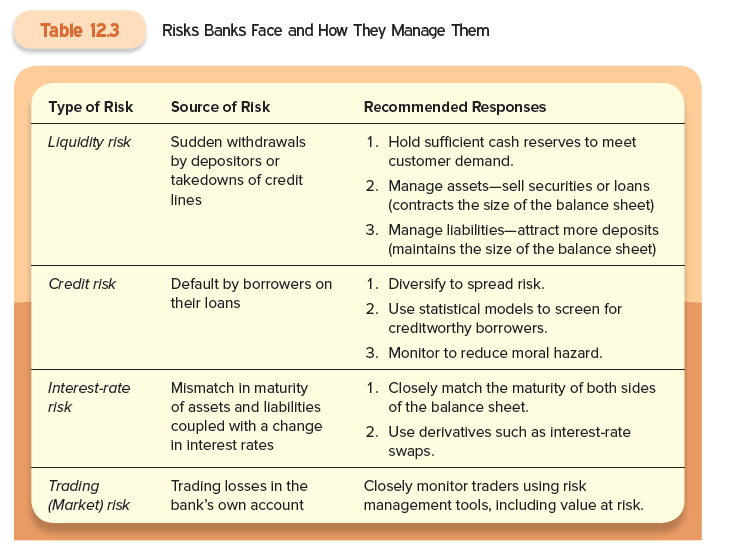 Table 12.3
Risks Banks Face and How They Manage Them
Type of Risk
Source of Risk
Recommended Responses
Liquidity risk
Sudden withdrawals
by depositors or
takedowns of credit
lines
1. Hold sufficient cash reserves to meet
customer demand.
2. Manage assets—sell securities or loans
(contracts the size of the balance sheet)
3. Manage liabilities—attract more deposits
(maintains the size of the balance sheet)
Credit risk
Default by borrowers on
their loans
1. Diversify to spread risk.
2. Use statistical models to screen for
creditworthy borrowers.
3. Monitor to reduce moral hazard.
Interest-rate
risk
Mismatch in maturity
of assets and liabilities
coupled with a change
in interest rates
1. Closely match the maturity of both sides
of the balance sheet.
2. Use derivatives such as interest-rate
swaps.
Trading
(Market) risk
Trading losses in the
bank's own account
Closely monitor traders using risk
management tools, including value at risk.